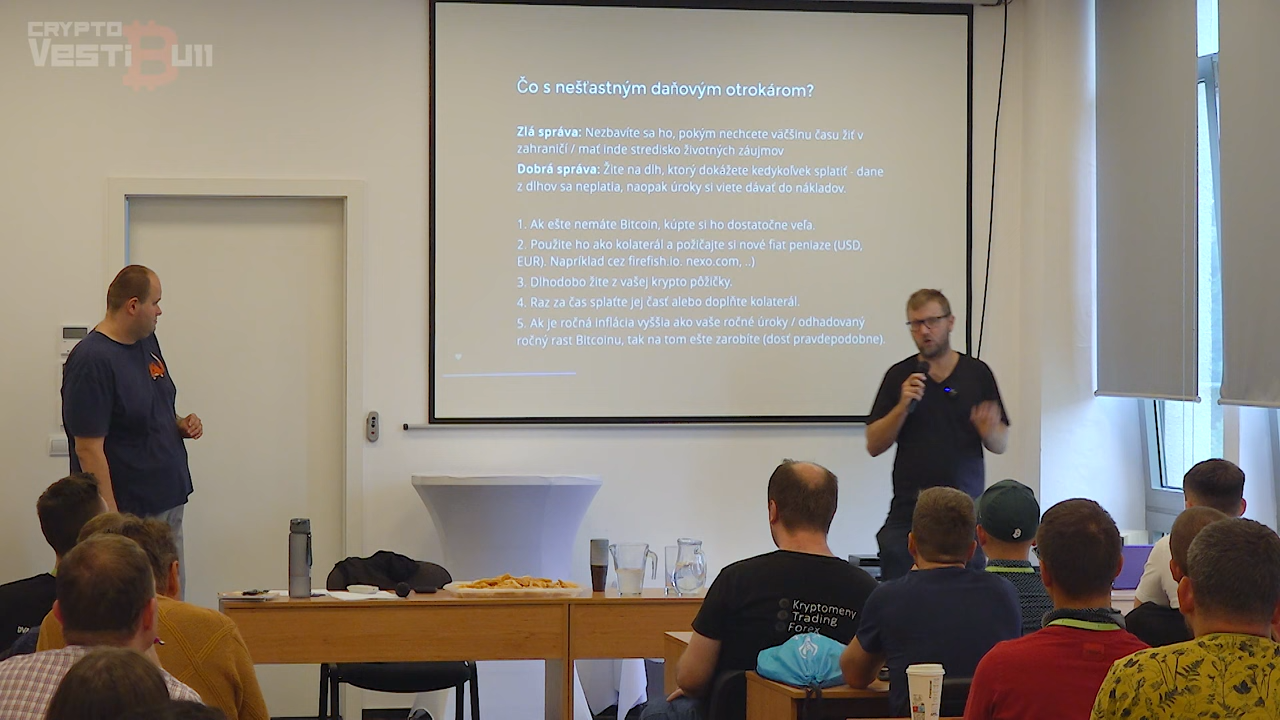 CRYPTO
VestiBull
Čo s nešťastným daňovým otrokárom?
Zlá správa: Nezbavíte sa ho, pokým nechcete väčšinu času žiť v
zahraničí / mať inde stredisko životných záujmov
Dobrá správa: Žite na dlh, ktorý dokážete kedykoľvek splatiť - dane
z dlhov sa neplatia, naopak úroky si viete dávať do nákladov.
1. Ak ešte nemáte Bitcoin, kúpte si ho dostatočne veľa.
2. Použite ho ako kolaterál a požičajte si nové fiat peniaze (USD,
EUR). Napríklad cez firefish.io. nexo.com, ..)
3. Dlhodobo žite z vašej krypto pôžičky.
4. Raz za čas splaťte jej časť alebo doplňte kolaterál.
5. Ak je ročná inflácia vyššia ako vaše ročné úroky / odhadovaný
ročný rast Bitcoinu, tak na tom ešte zarobíte (dosť pravdepodobne).
Kryptomeny
Trading
Forex